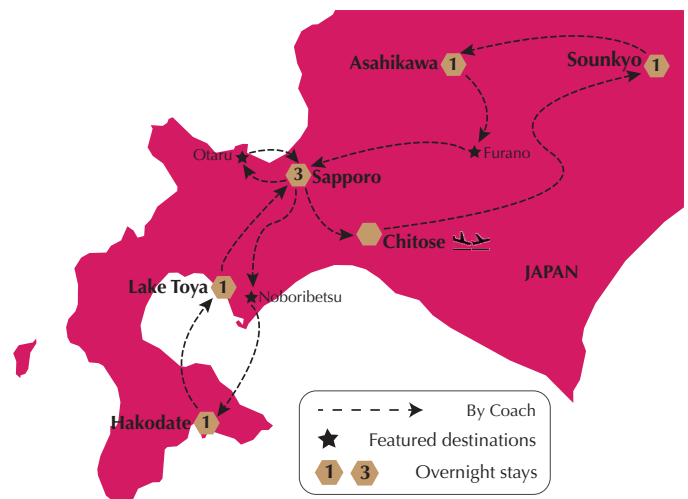 Asahikawa
1
Sounkyo
1
Otaru
Furano
3
Sapporo
Chitose
JAPAN
Lake Toya
1
Noboribetsu
Hakodate
1
By Coach
Featured destinations
1 3 Overnight stays